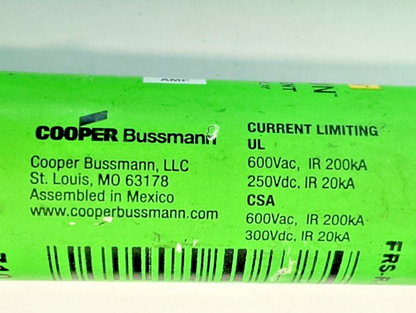 COOPER Bussmann
Cooper Bussmann, LLC
St. Louis, MO 63178
Assembled in Mexico
www.cooperbussmann.com
CURRENT LIMITING
UL
600Vac, IR 200kA
250Vdc, IR 20kA
CSA
600Vac, IR 200kA
300Vdc, IR 20kA
FRS-R